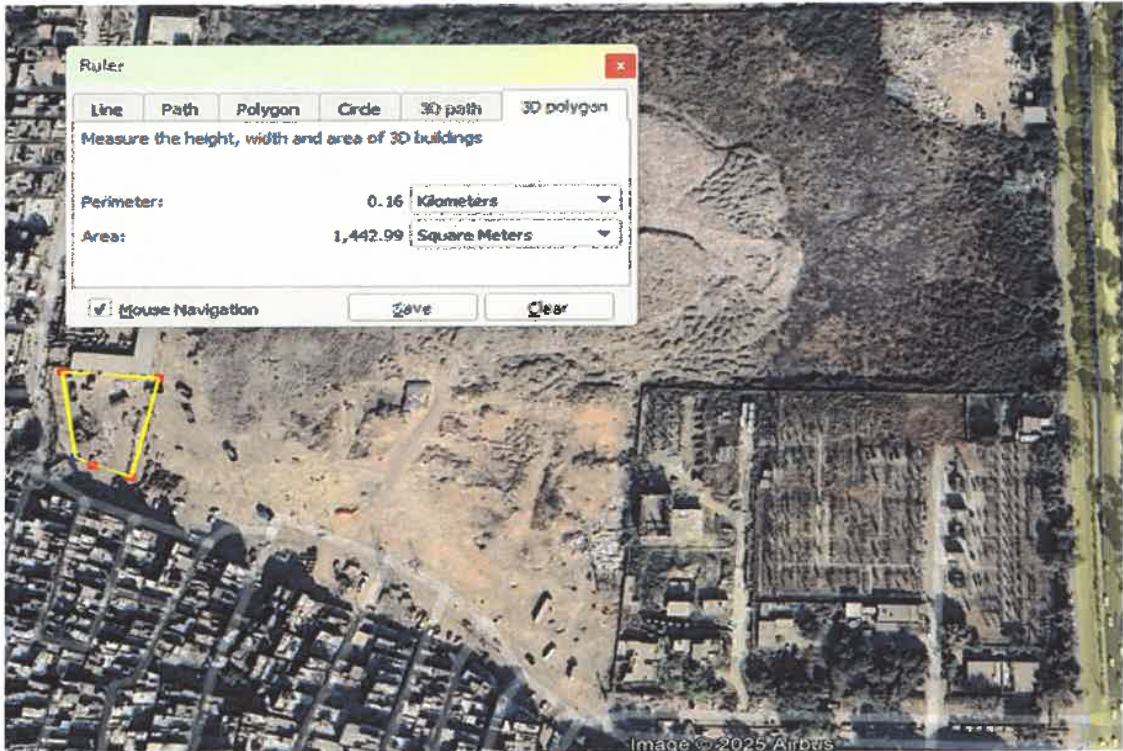 Ruler
Line Path Polygon Circle 3D path 3D polygon
Measure the height, width and area of 3D buildings
Perimeter: 0.16 Kilometers
Area: 1,442.99 Square Meters
Mouse Navigation Save Clear
Image © 2025 Airbus